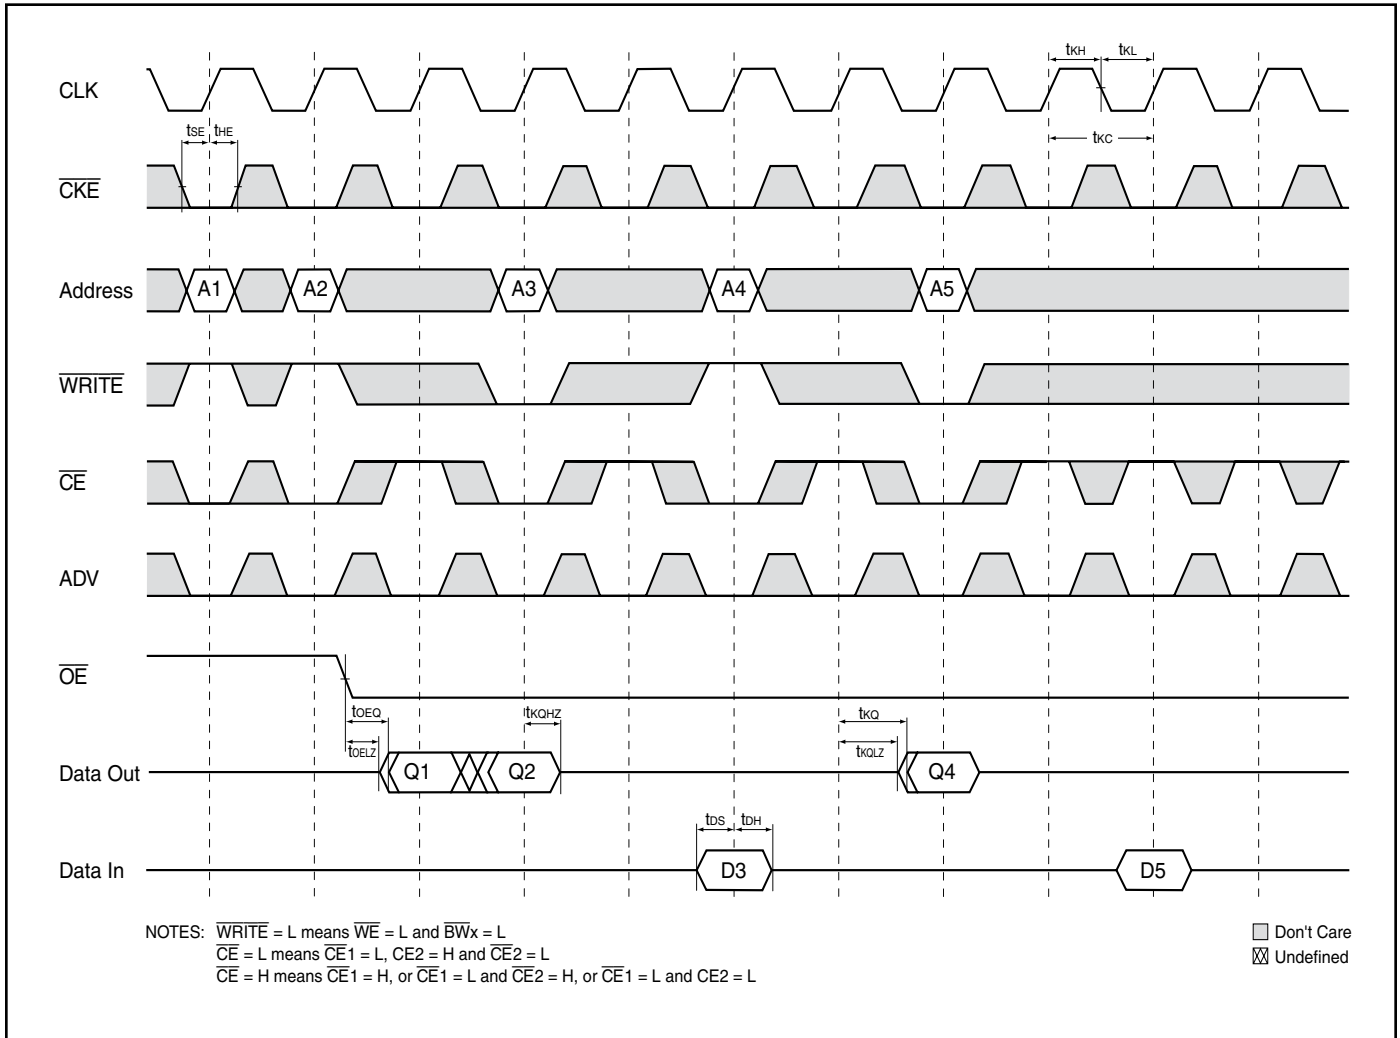 tKH tKL
CLK
tSE tHE
tKC
CKE
Address A1 A2 A3 A4 A5
WRITE
CE
ADV
OE
tOEQ tKQHZ tKQ
tOELZ tKQLZ
Data Out Q1 Q2 Q4
tDS tDH
Data In D3 D5
NOTES: WRITE = L means WE = L and BWx = L
CE = L means CE1 = L, CE2 = H and CE2 = L
CE = H means CE1 = H, or CE1 = L and CE2 = H, or CE1 = L and CE2 = L
Don't Care
Undefined